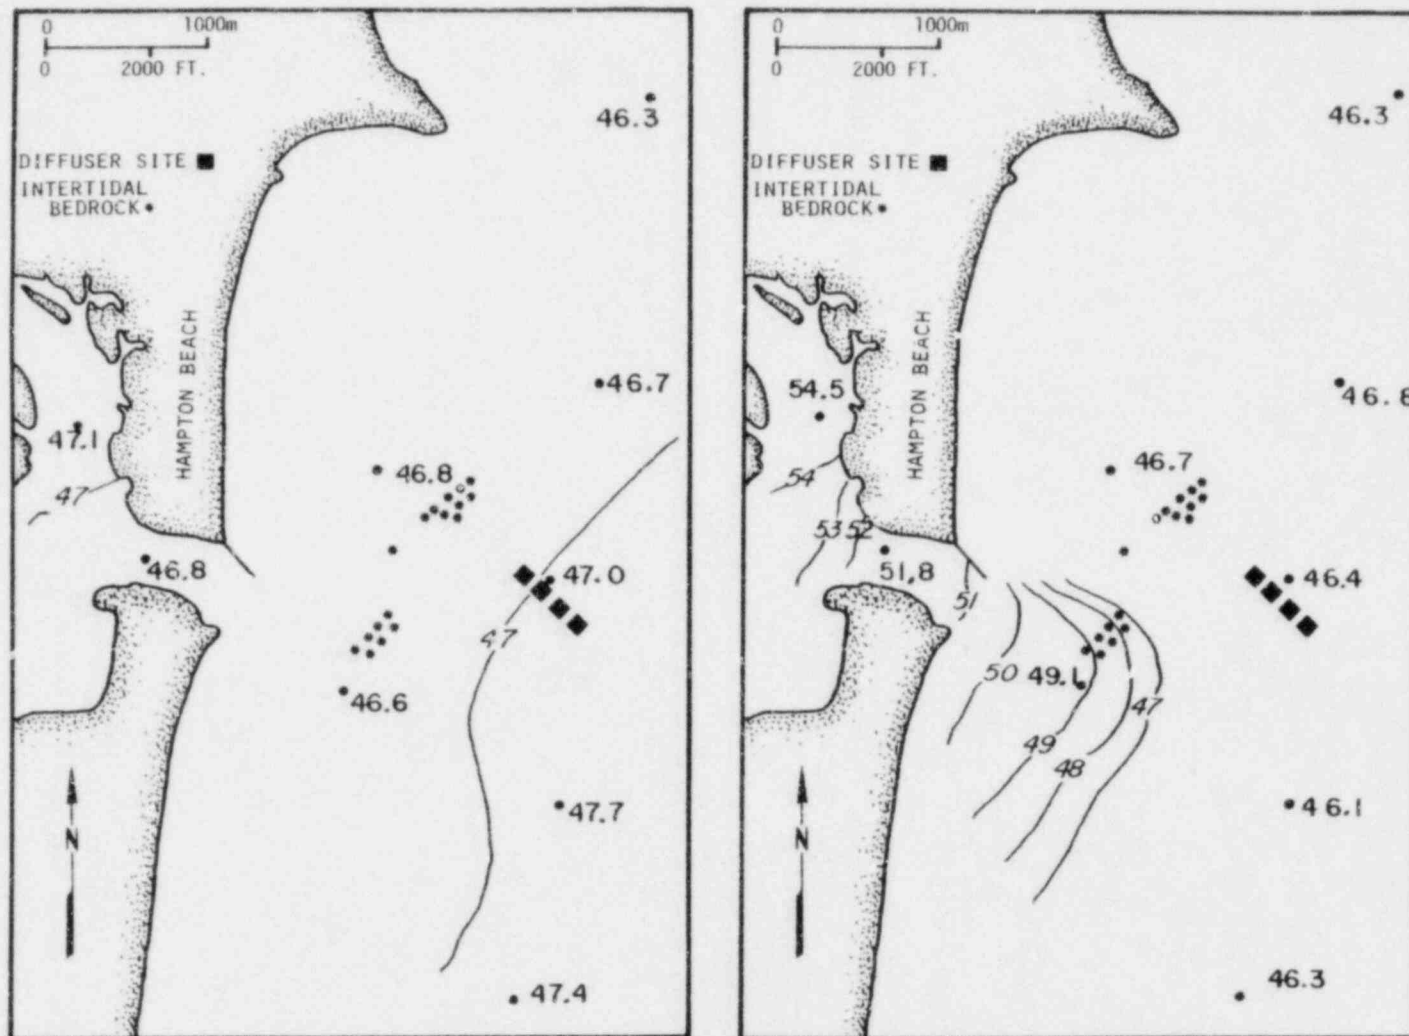 0 1000m
0 2000 FT.
46.3
DIFFUSER SITE
INTERTIDAL
BEDROCK
HAMPTON BEACH
46.7
47.1
46.8
47
46.8
47.0
47
46.6
47.7
N
47.4
0 1000m
0 2000 FT.
46.3
DIFFUSER SITE
INTERTIDAL
BEDROCK
HAMPTON BEACH
54.5
46.8
46.7
54
53
52
51.8
46.4
51
50
49.1
47
49
48
46.1
N
46.3